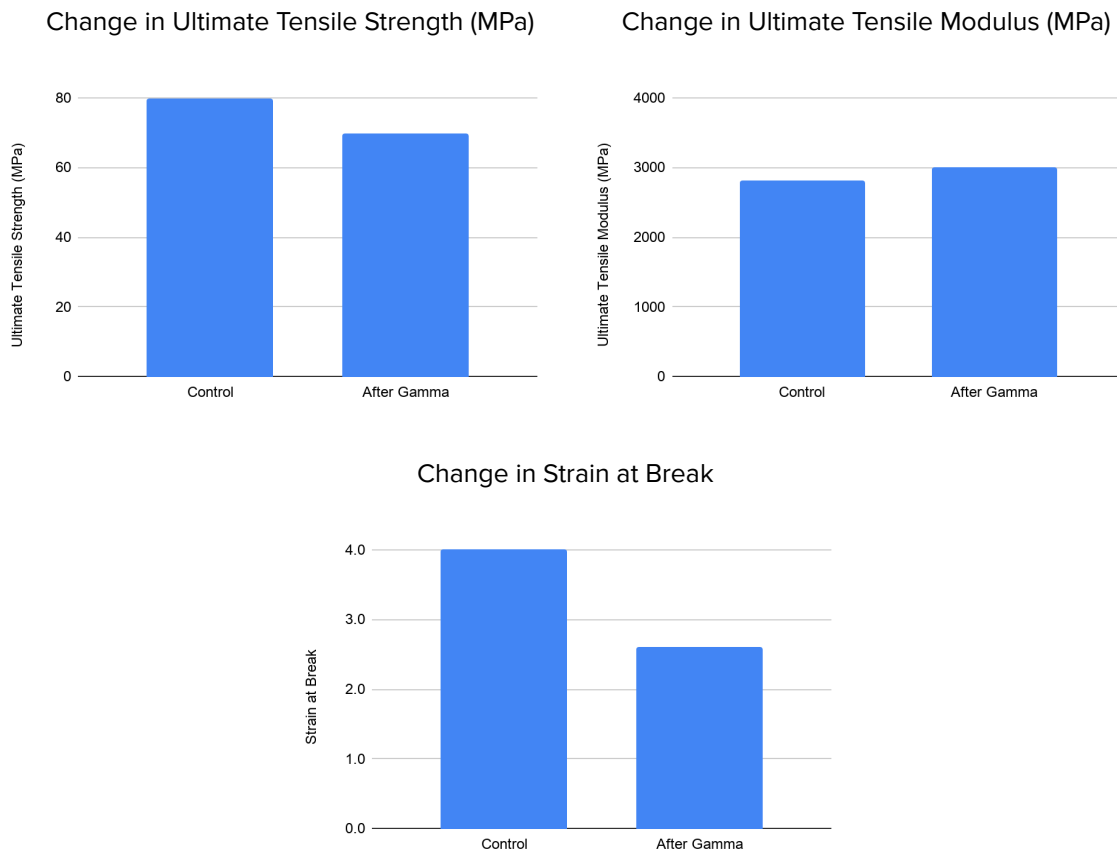 Change in Ultimate Tensile Strength (MPa)
Ultimate Tensile Strength (MPa)
80
60
40
20
0
Control
After Gamma
Change in Ultimate Tensile Modulus (MPa)
Ultimate Tensile Modulus (MPa)
4000
3000
2000
1000
0
Control
After Gamma
Change in Strain at Break
Strain at Break
4.0
3.0
2.0
1.0
0.0
Control
After Gamma